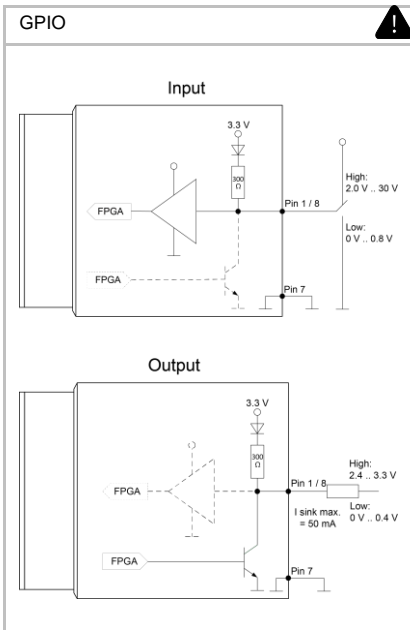 GPIO
!
Input
3.3 V
300
Ω
Pin 1 / 8
High:
2.0 V .. 30 V
Low:
0 V .. 0.8 V
FPGA
FPGA
Pin 7
Output
3.3 V
300
Ω
Pin 1 / 8
High:
2.4 .. 3.3 V
I sink max.
= 50 mA
Low:
0 V .. 0.4 V
FPGA
FPGA
Pin 7